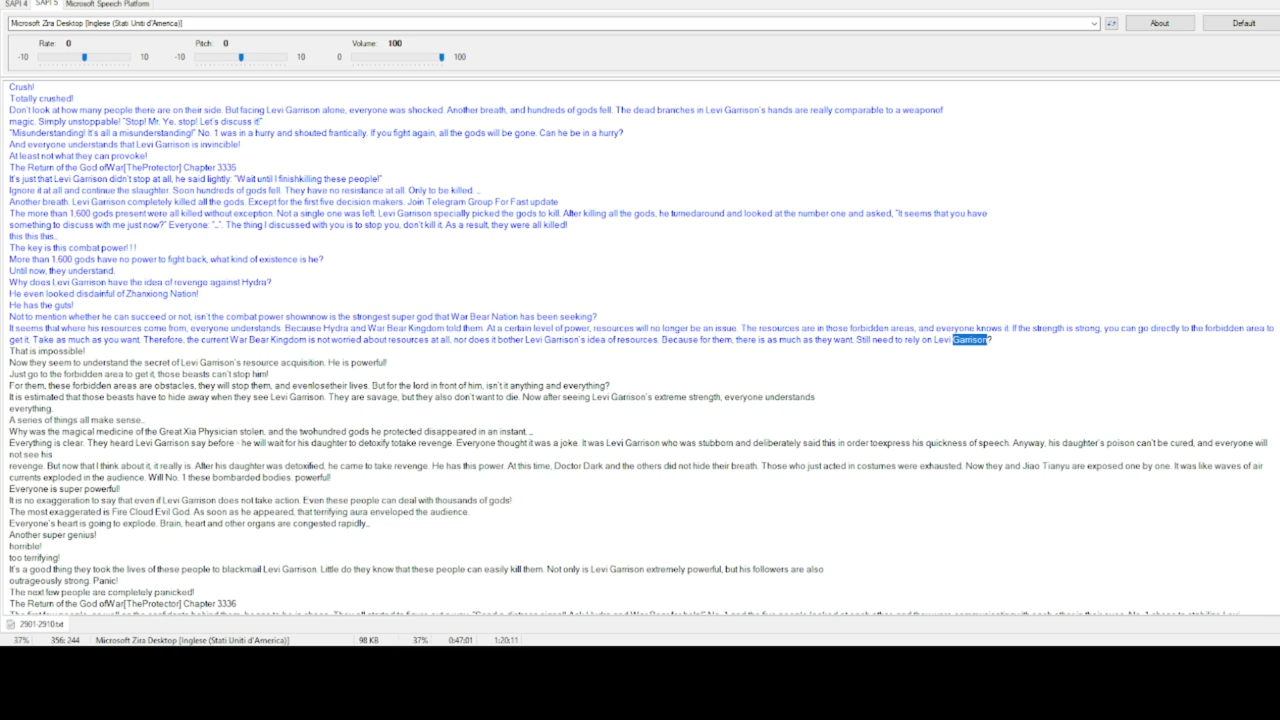 SAPI 4 SAPI 5 Microsoft Speech Platform
Microsoft Zira Desktop [Inglese (Stati Uniti d'America)]
About
Default
Rate: 0 Pitch: 0 Volume: 100
-10 10 -10 10 0 100
Crush!
Totally crushed!
Don't look at how many people there are on their side. But facing Levi Garrison alone, everyone was shocked. Another breath, and hundreds of gods fell. The dead branches in Levi Garrison's hands are really comparable to a weaponof
magic. Simply unstoppable! "Stop! Mr. Ye, stop! Let's discuss it!"
"Misunderstanding! It's all a misunderstanding!" No. 1 was in a hurry and shouted frantically. If you fight again, all the gods will be gone. Can he be in a hurry?
And everyone understands that Levi Garrison is invincible!
At least not what they can provoke!
The Return of the God ofWar[TheProtector] Chapter 3335
It's just that Levi Garrison didn't stop at all, he said lightly: "Wait until I finishkilling these people!"
Ignore it at all and continue the slaughter. Soon hundreds of gods fell. They have no resistance at all. Only to be killed. ..
Another breath. Levi Garrison completely killed all the gods. Except for the first five decision makers. Join Telegram Group For Fast update
The more than 1,600 gods present were all killed without exception. Not a single one was left. Levi Garrison specially picked the gods to kill. After killing all the gods, he turnedaround and looked at the number one and asked, "It seems that you have
something to discuss with me just now?" Everyone: "..". The thing I discussed with you is to stop you, don't kill it. As a result, they were all killed!
this this this..
The key is this combat power! ! !
More than 1,600 gods have no power to fight back, what kind of existence is he?
Until now, they understand.
Why does Levi Garrison have the idea of revenge against Hydra?
He even looked disdainful of Zhanxiong Nation!
He has the guts!
Not to mention whether he can succeed or not, isn't the combat power shownnow is the strongest super god that War Bear Nation has been seeking?
It seems that where his resources come from, everyone understands. Because Hydra and War Bear Kingdom told them. At a certain level of power, resources will no longer be an issue. The resources are in those forbidden areas, and everyone knows it. If the strength is strong, you can go directly to the forbidden area to
get it. Take as much as you want. Therefore, the current War Bear Kingdom is not worried about resources at all, nor does it bother Levi Garrison's idea of resources. Because for them, there is as much as they want. Still need to rely on Levi Garrison?
That is impossible!
Now they seem to understand the secret of Levi Garrison's resource acquisition. He is powerful!
Just go to the forbidden area to get it, those beasts can't stop him!
For them, these forbidden areas are obstacles, they will stop them, and evenlosetheir lives. But for the lord in front of him, isn't it anything and everything?
It is estimated that those beasts have to hide away when they see Levi Garrison. They are savage, but they also don't want to die. Now after seeing Levi Garrison's extreme strength, everyone understands
everything.
A series of things all make sense..
Why was the magical medicine of the Great Xia Physician stolen, and the twohundred gods he protected disappeared in an instant. ..
Everything is clear. They heard Levi Garrison say before - he will wait for his daughter to detoxify totake revenge. Everyone thought it was a joke. It was Levi Garrison who was stubborn and deliberately said this in order toexpress his quickness of speech. Anyway, his daughter's poison can't be cured, and everyone will
not see his
revenge. But now that I think about it, it really is. After his daughter was detoxified, he came to take revenge. He has this power. At this time, Doctor Dark and the others did not hide their breath. Those who just acted in costumes were exhausted. Now they and Jiao Tianyu are exposed one by one. It was like waves of air
currents exploded in the audience. Will No. 1 these bombarded bodies. powerful!
Everyone is super powerful!
It is no exaggeration to say that even if Levi Garrison does not take action. Even these people can deal with thousands of gods!
The most exaggerated is Fire Cloud Evil God. As soon as he appeared, that terrifying aura enveloped the audience.
Everyone's heart is going to explode. Brain, heart and other organs are congested rapidly..
Another super genius!
horrible!
too terrifying!
It's a good thing they took the lives of these people to blackmail Levi Garrison. Little do they know that these people can easily kill them. Not only is Levi Garrison extremely powerful, but his followers are also
outrageously strong. Panic!
The next few people are completely panicked!
The Return of the God ofWar[TheProtector] Chapter 3336
2901-2910.txt
37% 356: 244 Microsoft Zira Desktop [Inglese (Stati Uniti d'America)] 98 KB 37% 0:47:01 1:20:11